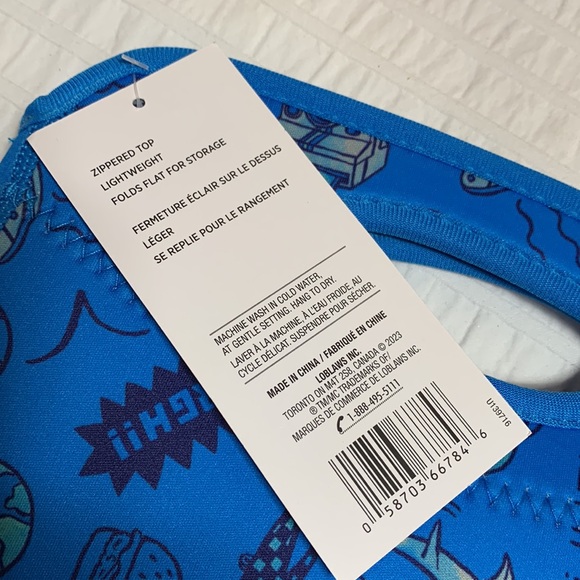 ZIPPERED TOP
LIGHTWEIGHT
FOLDS FLAT FOR STORAGE
FERMETURE ÉCLAIR SUR LE DESSUS
LÉGER
SE REPLIE POUR LE RANGEMENT
MACHINE WASH IN COLD WATER,
AT GENTLE SETTING. HANG TO DRY.
LAVER À LA MACHINE, À L'EAU FROIDE, AU
CYCLE DÉLICAT, SUSPENDRE POUR SÉCHER.
MADE IN CHINA / FABRIQUÉ EN CHINE
LOBLAWS INC.
TORONTO ON M4T 2S8, CANADA © 2023
®TM/MC TRADEMARKS OF/
MARQUES DE COMMERCE DE LOBLAWS INC.
1-888-495-5111
U139716
0 58703 66784 6